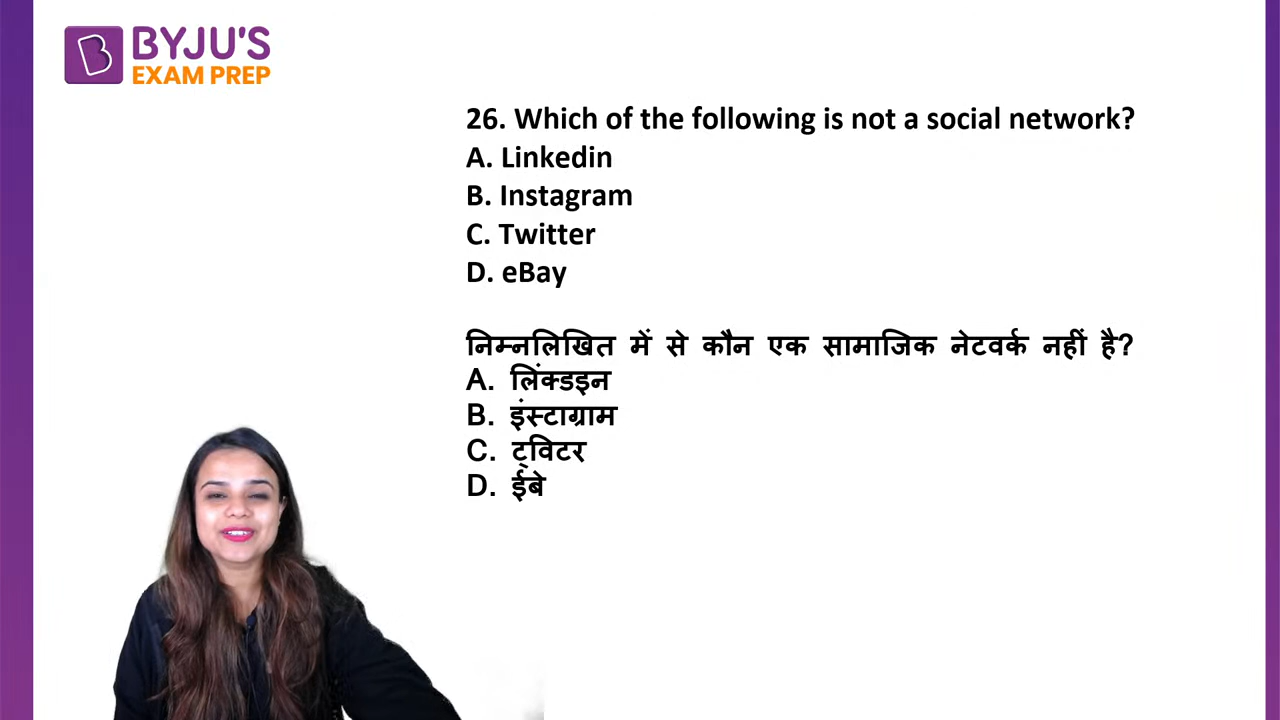 BYJU'S
EXAM PREP
26. Which of the following is not a social network?
A. Linkedin
B. Instagram
C. Twitter
D. eBay
निम्नलिखित में से कौन एक सामाजिक नेटवर्क नहीं है?
A. लिंक्डइन
B. इंस्टाग्राम
C. ट्विटर
D. ईबे